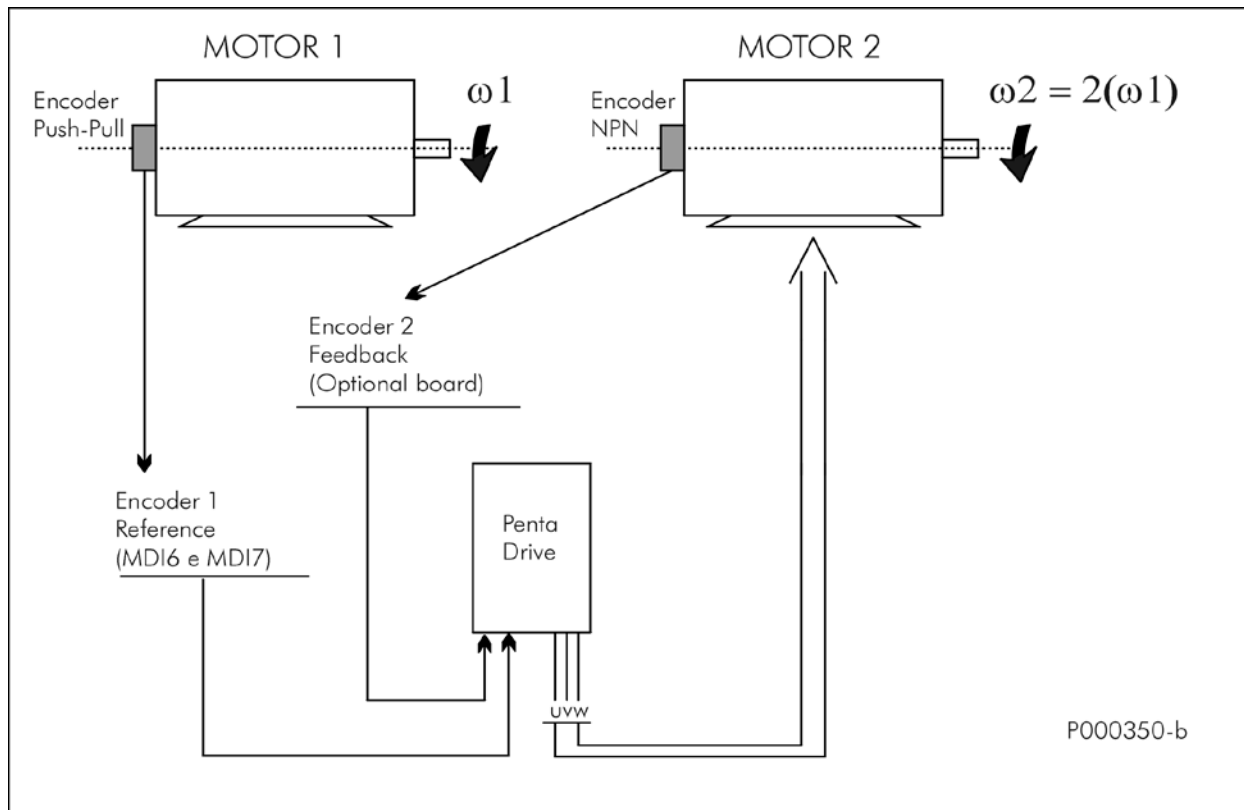 MOTOR 1
MOTOR 2
Encoder
Push-Pull
ω1
Encoder
NPN
ω2 = 2(ω1)
Encoder 2
Feedback
(Optional board)
Encoder 1
Reference
(MDI6 e MDI7)
Penta
Drive
UVW
P000350-b